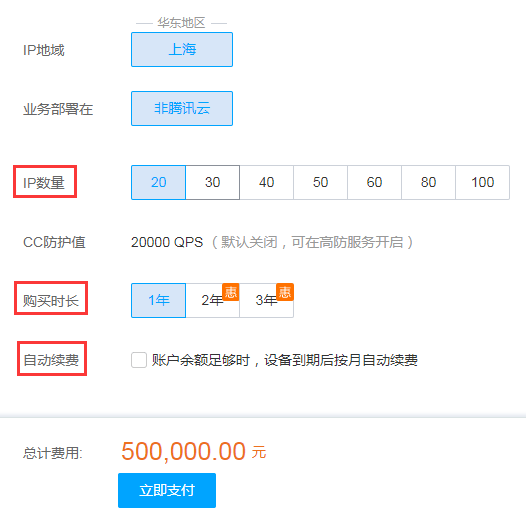 华东地区
IP地域 上海
业务部署在 非腾讯云
IP数量 20 30 40 50 60 80 100
CC防护值 20000 QPS （默认关闭，可在高防服务开启）
购买时长 1年 2年 惠 3年 惠
自动续费 账户余额足够时，设备到期后按月自动续费
总计费用: 500,000.00 元
立即支付